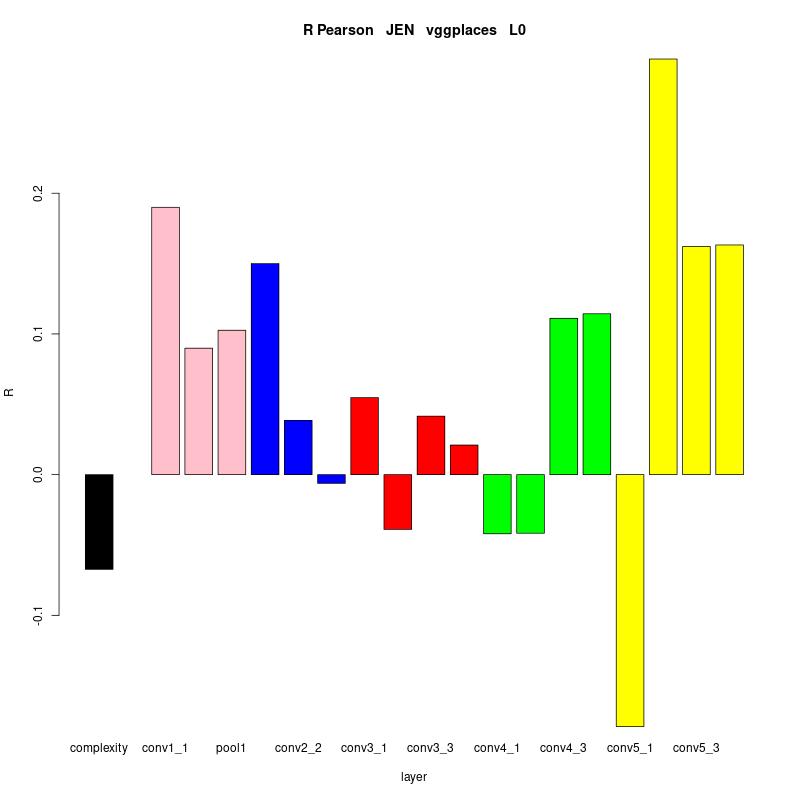 R Pearson JEN vggplaces L0
R
0.2
0.1
0.0
-0.1
complexity conv1_1 pool1 conv2_2 conv3_1 conv3_3 conv4_1 conv4_3 conv5_1 conv5_3
layer